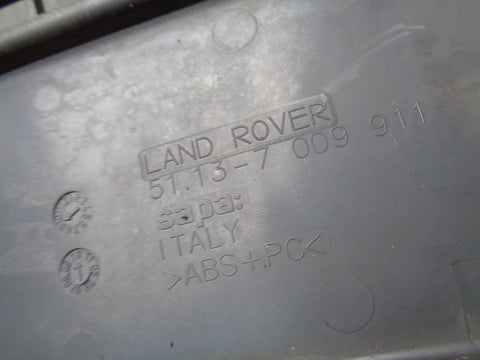 LAND ROVER
51.13-7 009 911
sapa:
ITALY
>ABS+PC<